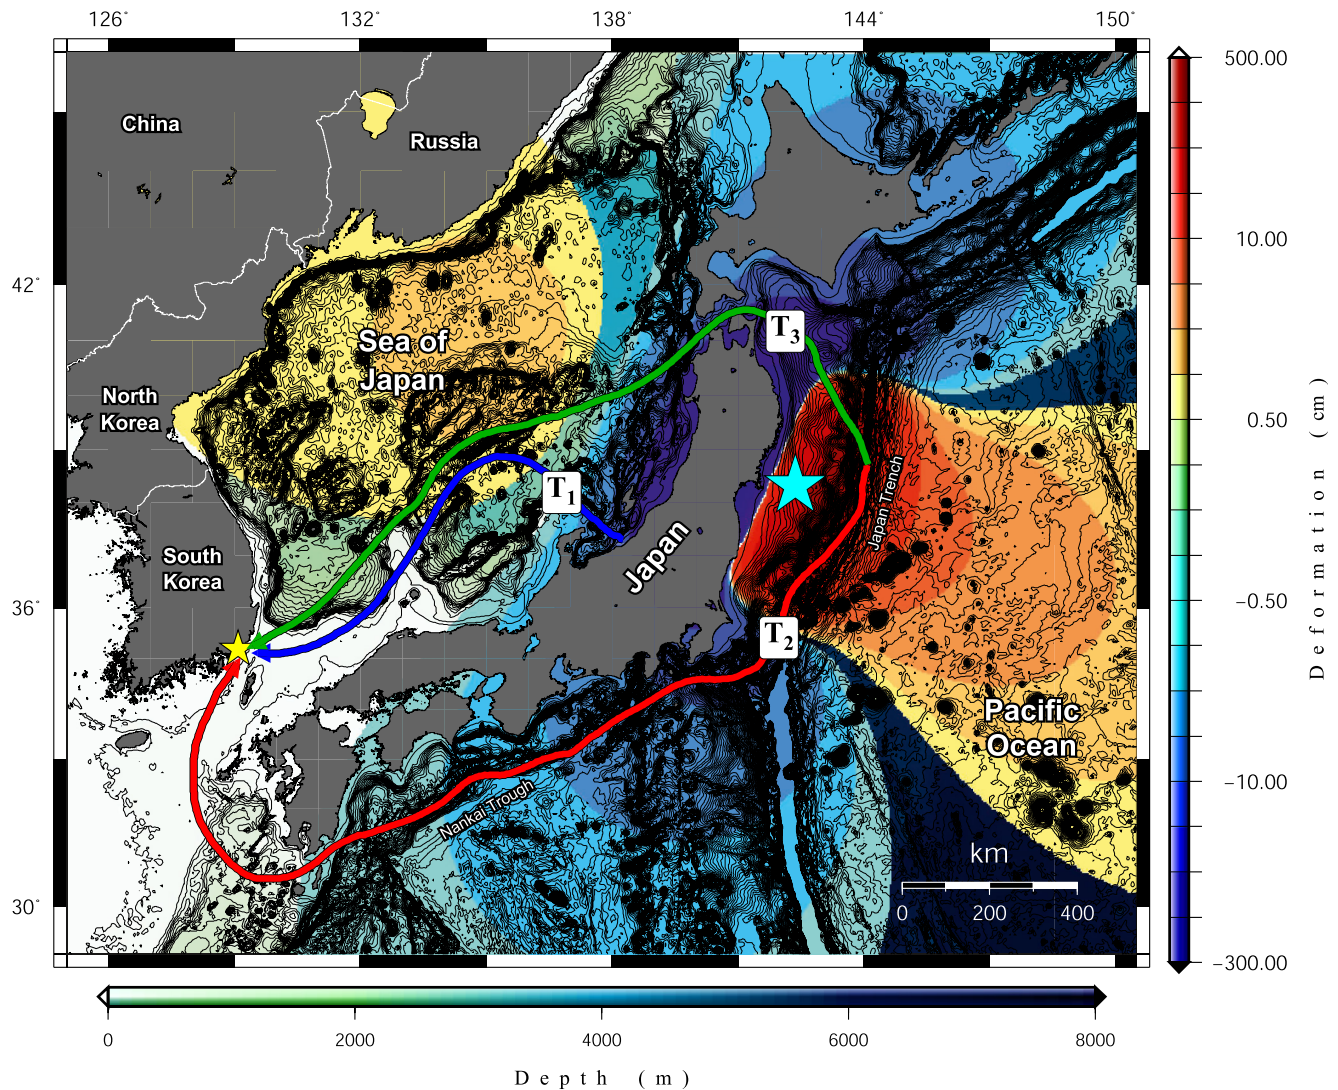 126°
132°
138°
144°
150°
China
Russia
500.00
10.00
42°
Sea of
Japan
T3
North
Korea
0.50
T1
Japan Trench
Japan
South
Korea
−0.50
36°
T2
Pacific
Ocean
Nankai Trough
−10.00
km
0
200
400
30°
−300.00
Deformation (cm)
0
2000
4000
6000
8000
Depth (m)